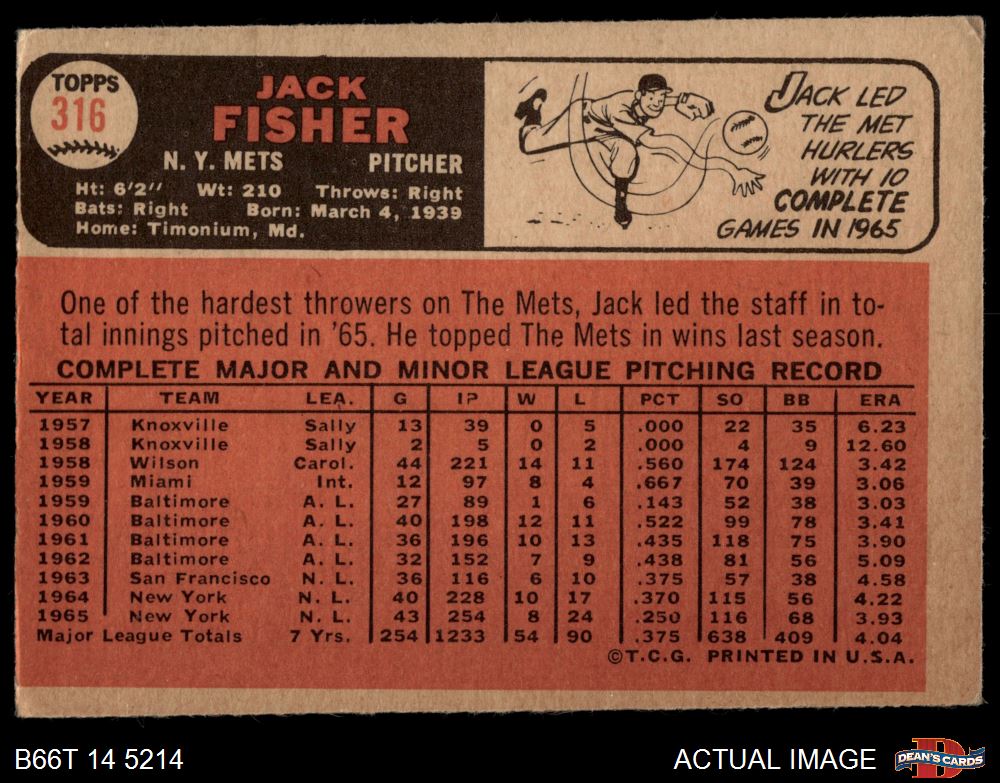 TOPPS
316
JACK
FISHER
N. Y. METS PITCHER
Ht: 6'2" Wt: 210 Throws: Right
Bats: Right Born: March 4, 1939
Home: Timonium, Md.
JACK LED
THE MET
HURLERS
WITH 10
COMPLETE
GAMES IN 1965
One of the hardest throwers on The Mets, Jack led the staff in to-
tal innings pitched in '65. He topped The Mets in wins last season.
COMPLETE MAJOR AND MINOR LEAGUE PITCHING RECORD
YEAR TEAM LEA. G IP W L PCT SO BB ERA
1957 Knoxville Sally 13 39 0 5 .000 22 35 6.23
1958 Knoxville Sally 2 5 0 2 .000 4 9 12.60
1958 Wilson Carol. 44 221 14 11 .560 174 124 3.42
1959 Miami Int. 12 97 8 4 .667 70 39 3.06
1959 Baltimore A. L. 27 89 1 6 .143 52 38 3.03
1960 Baltimore A. L. 40 198 12 11 .522 99 78 3.41
1961 Baltimore A. L. 36 196 10 13 .435 118 75 3.90
1962 Baltimore A. L. 32 152 7 9 .438 81 56 5.09
1963 San Francisco N. L. 36 116 6 10 .375 57 38 4.58
1964 New York N. L. 40 228 10 17 .370 115 56 4.22
1965 New York N. L. 43 254 8 24 .250 116 68 3.93
Major League Totals 7 Yrs. 254 1233 54 90 .375 638 409 4.04
©T.C.G. PRINTED IN U.S.A.
B66T 14 5214 ACTUAL IMAGE DEAN'S CARDS